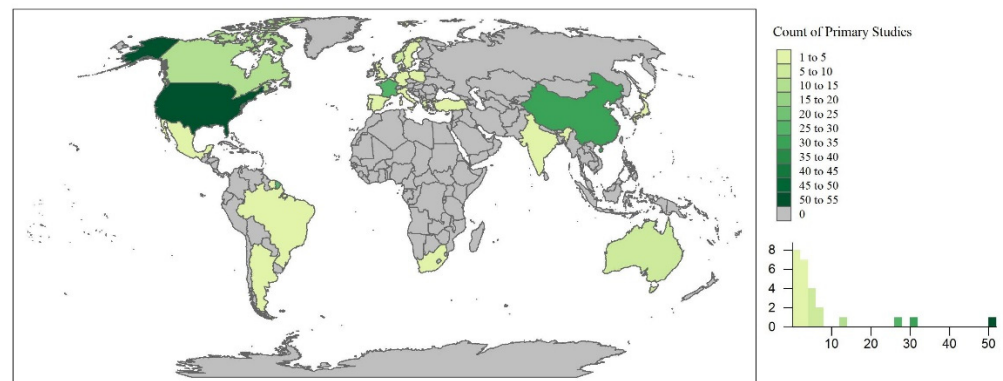 Count of Primary Studies
1 to 5
5 to 10
10 to 15
15 to 20
20 to 25
25 to 30
30 to 35
35 to 40
40 to 45
45 to 50
50 to 55
0
8
6
4
2
0
10 20 30 40 50